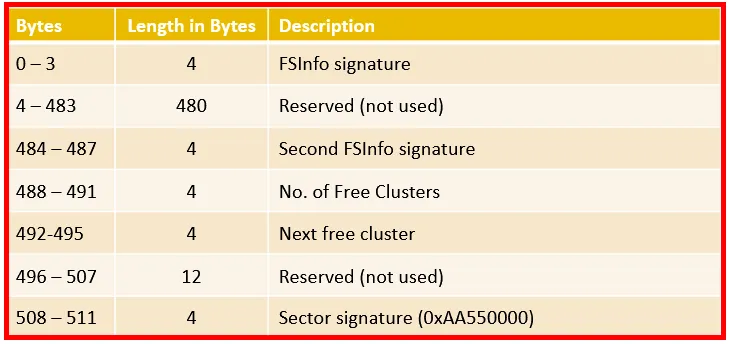 Bytes Length in Bytes Description
0 – 3 4 FSInfo signature
4 – 483 480 Reserved (not used)
484 – 487 4 Second FSInfo signature
488 – 491 4 No. of Free Clusters
492-495 4 Next free cluster
496 – 507 12 Reserved (not used)
508 – 511 4 Sector signature (0xAA550000)